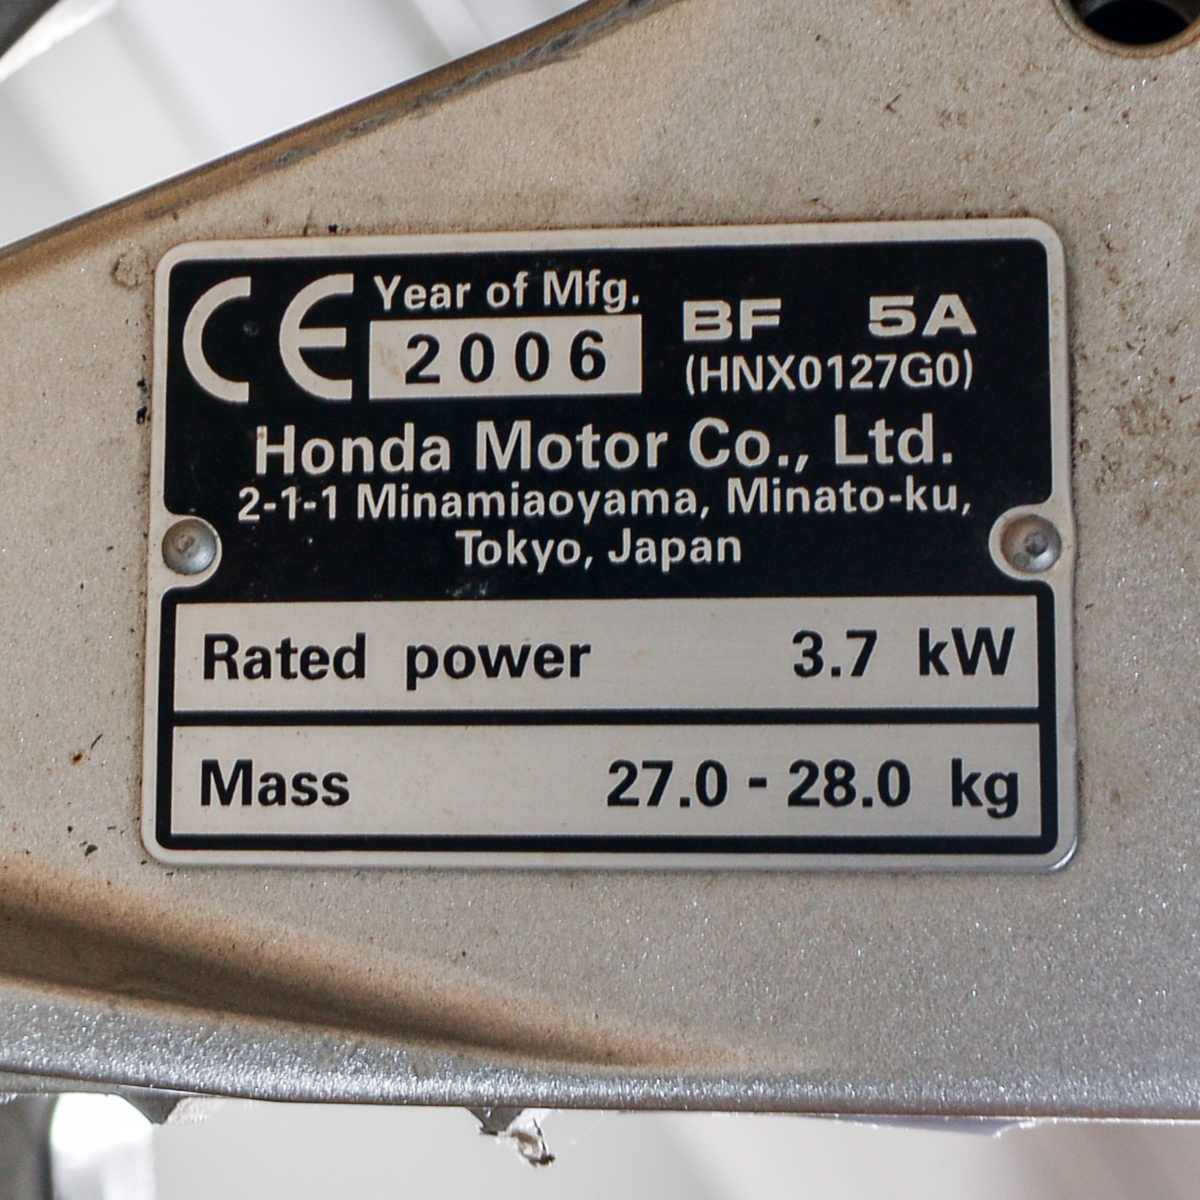 CE Year of Mfg. BF 5A
2006 (HNX0127G0)
Honda Motor Co., Ltd.
2-1-1 Minamiaoyama, Minato-ku,
Tokyo, Japan
Rated power 3.7 kW
Mass 27.0 - 28.0 kg